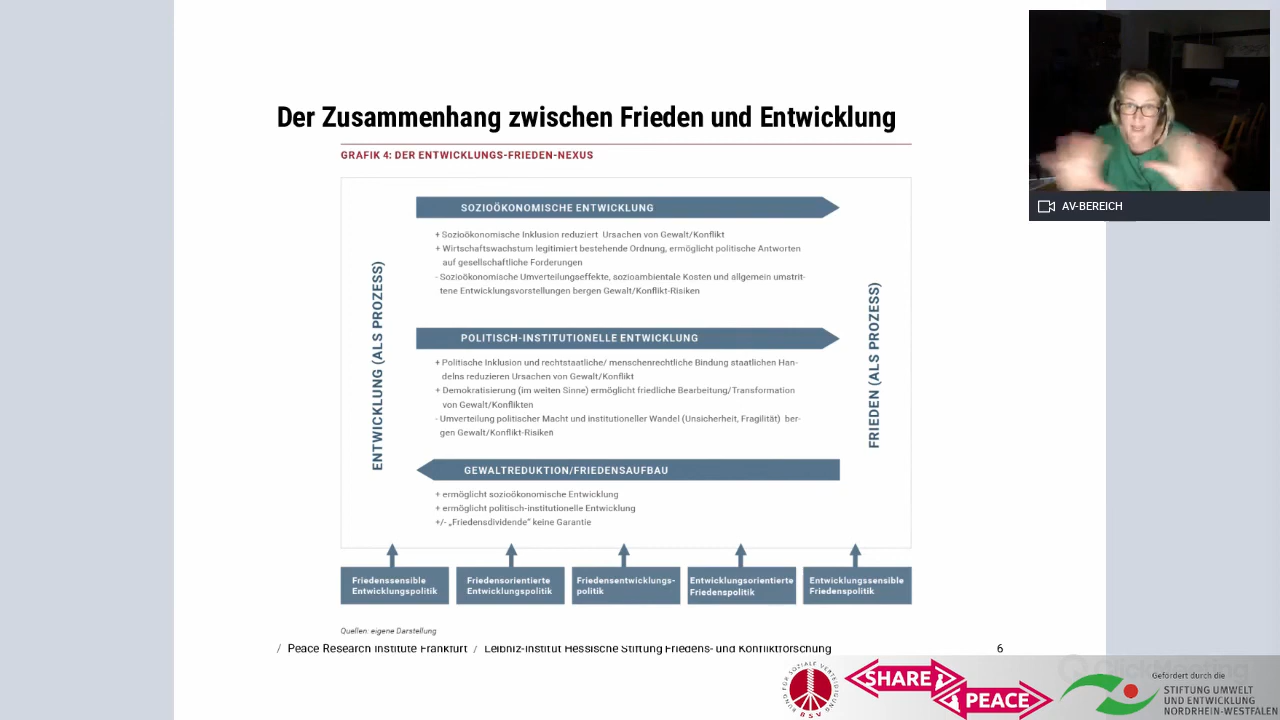 Der Zusammenhang zwischen Frieden und Entwicklung
GRAFIK 4: DER ENTWICKLUNGS-FRIEDEN-NEXUS
ENTWICKLUNG (ALS PROZESS)
SOZIOÖKONOMISCHE ENTWICKLUNG
+ Sozioökonomische Inklusion reduziert Ursachen von Gewalt/Konflikt
+ Wirtschaftswachstum legitimiert bestehende Ordnung, ermöglicht politische Antworten
auf gesellschaftliche Forderungen
- Sozioökonomische Umverteilungseffekte, sozioambientale Kosten und allgemein umstrit-
tene Entwicklungsvorstellungen bergen Gewalt/Konflikt-Risiken
POLITISCH-INSTITUTIONELLE ENTWICKLUNG
+ Politische Inklusion und rechtstaatliche/ menschenrechtliche Bindung staatlichen Han-
delns reduzieren Ursachen von Gewalt/Konflikt
+ Demokratisierung (im weiten Sinne) ermöglicht friedliche Bearbeitung/Transformation
von Gewalt/Konflikten
- Umverteilung politischer Macht und institutioneller Wandel (Unsicherheit, Fragilität) ber-
gen Gewalt/Konflikt-Risiken
GEWALTREDUKTION/FRIEDENSAUFBAU
+ ermöglicht sozioökonomische Entwicklung
+ ermöglicht politisch-institutionelle Entwicklung
+/- „Friedensdividende“ keine Garantie
FRIEDEN (ALS PROZESS)
Friedenssensible
Entwicklungspolitik
Friedensorientierte
Entwicklungspolitik
Friedensentwicklungs-
politik
Entwicklungsorientierte
Friedenspolitik
Entwicklungssensible
Friedenspolitik
Quellen: eigene Darstellung
/ Peace Research Institute Frankfurt / Leibniz-Institut Hessische Stiftung Friedens- und Konfliktforschung
6
AV-BEREICH
ClickMeeting
BUND FÜR SOZIALE VERTEIDIGUNG
BSV
SHARE
PEACE
Gefördert durch die
STIFTUNG UMWELT
UND ENTWICKLUNG
NORDRHEIN-WESTFALEN